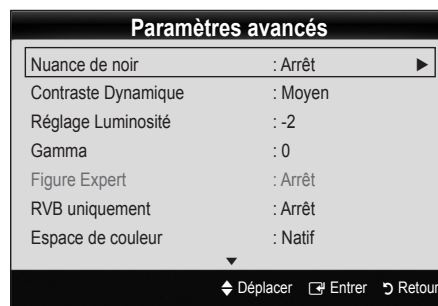 Paramètres avancés
Nuance de noir : Arrêt
Contraste Dynamique : Moyen
Réglage Luminosité : -2
Gamma : 0
Figure Expert : Arrêt
RVB uniquement : Arrêt
Espace de couleur : Natif
Déplacer Entrer Retour